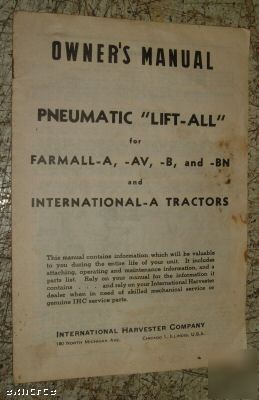 OWNER'S MANUAL
PNEUMATIC "LIFT-ALL"
for
FARMALL-A, -AV, -B, and -BN
and
INTERNATIONAL-A TRACTORS
This manual contains information which will be valuable
to you during the entire life of your unit. It includes
attaching, operating and maintenance information, and a
parts list. Rely on your manual for the information it
contains . . . and rely on your International Harvester
dealer when in need of skilled mechanical service or
genuine IHC service parts.
INTERNATIONAL HARVESTER COMPANY
180 NORTH MICHIGAN AVE. CHICAGO 1, ILLINOIS, U.S.A.